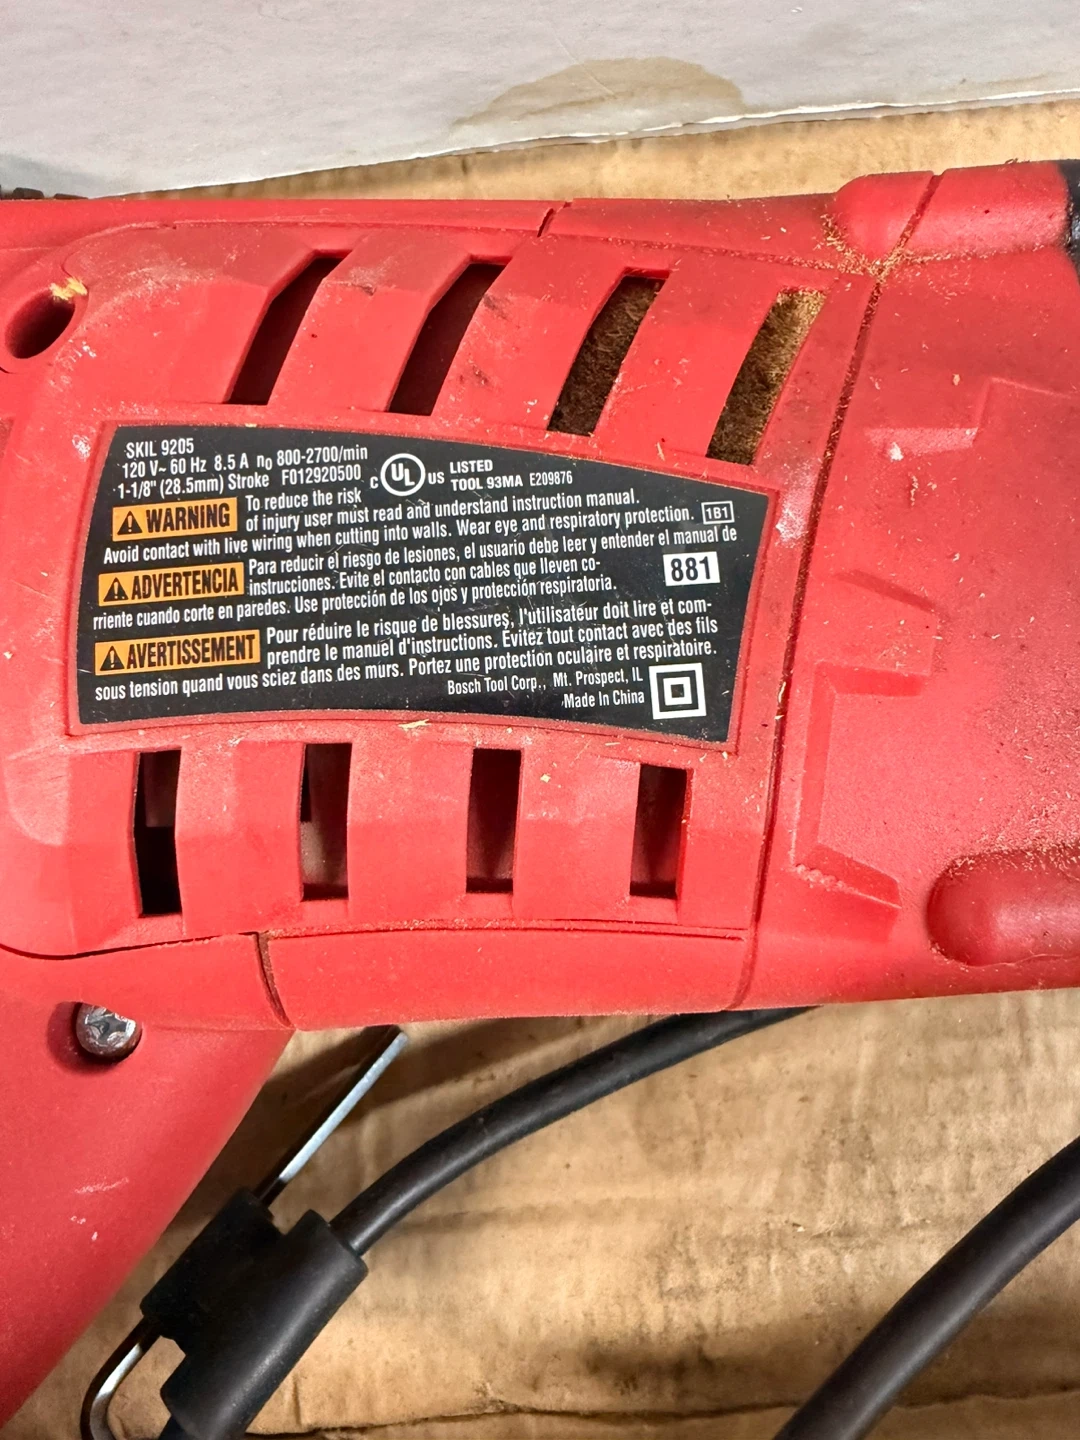 SKIL 9205
120 V~ 60 Hz 8.5 A n₀ 800-2700/min
1-1/8" (28.5mm) Stroke F012920500
C UL US LISTED
TOOL 93MA E209876
WARNING To reduce the risk
of injury user must read and understand instruction manual.
Avoid contact with live wiring when cutting into walls. Wear eye and respiratory protection. 1B1
ADVERTENCIA Para reducir el riesgo de lesiones, el usuario debe leer y entender el manual de
instrucciones. Evite el contacto con cables que lleven co-
rriente cuando corte en paredes. Use protección de los ojos y protección respiratoria.
881
AVERTISSEMENT Pour réduire le risque de blessures, l'utilisateur doit lire et com-
prendre le manuel d'instructions. Évitez tout contact avec des fils
sous tension quand vous sciez dans des murs. Portez une protection oculaire et respiratoire.
Bosch Tool Corp., Mt. Prospect, IL
Made In China